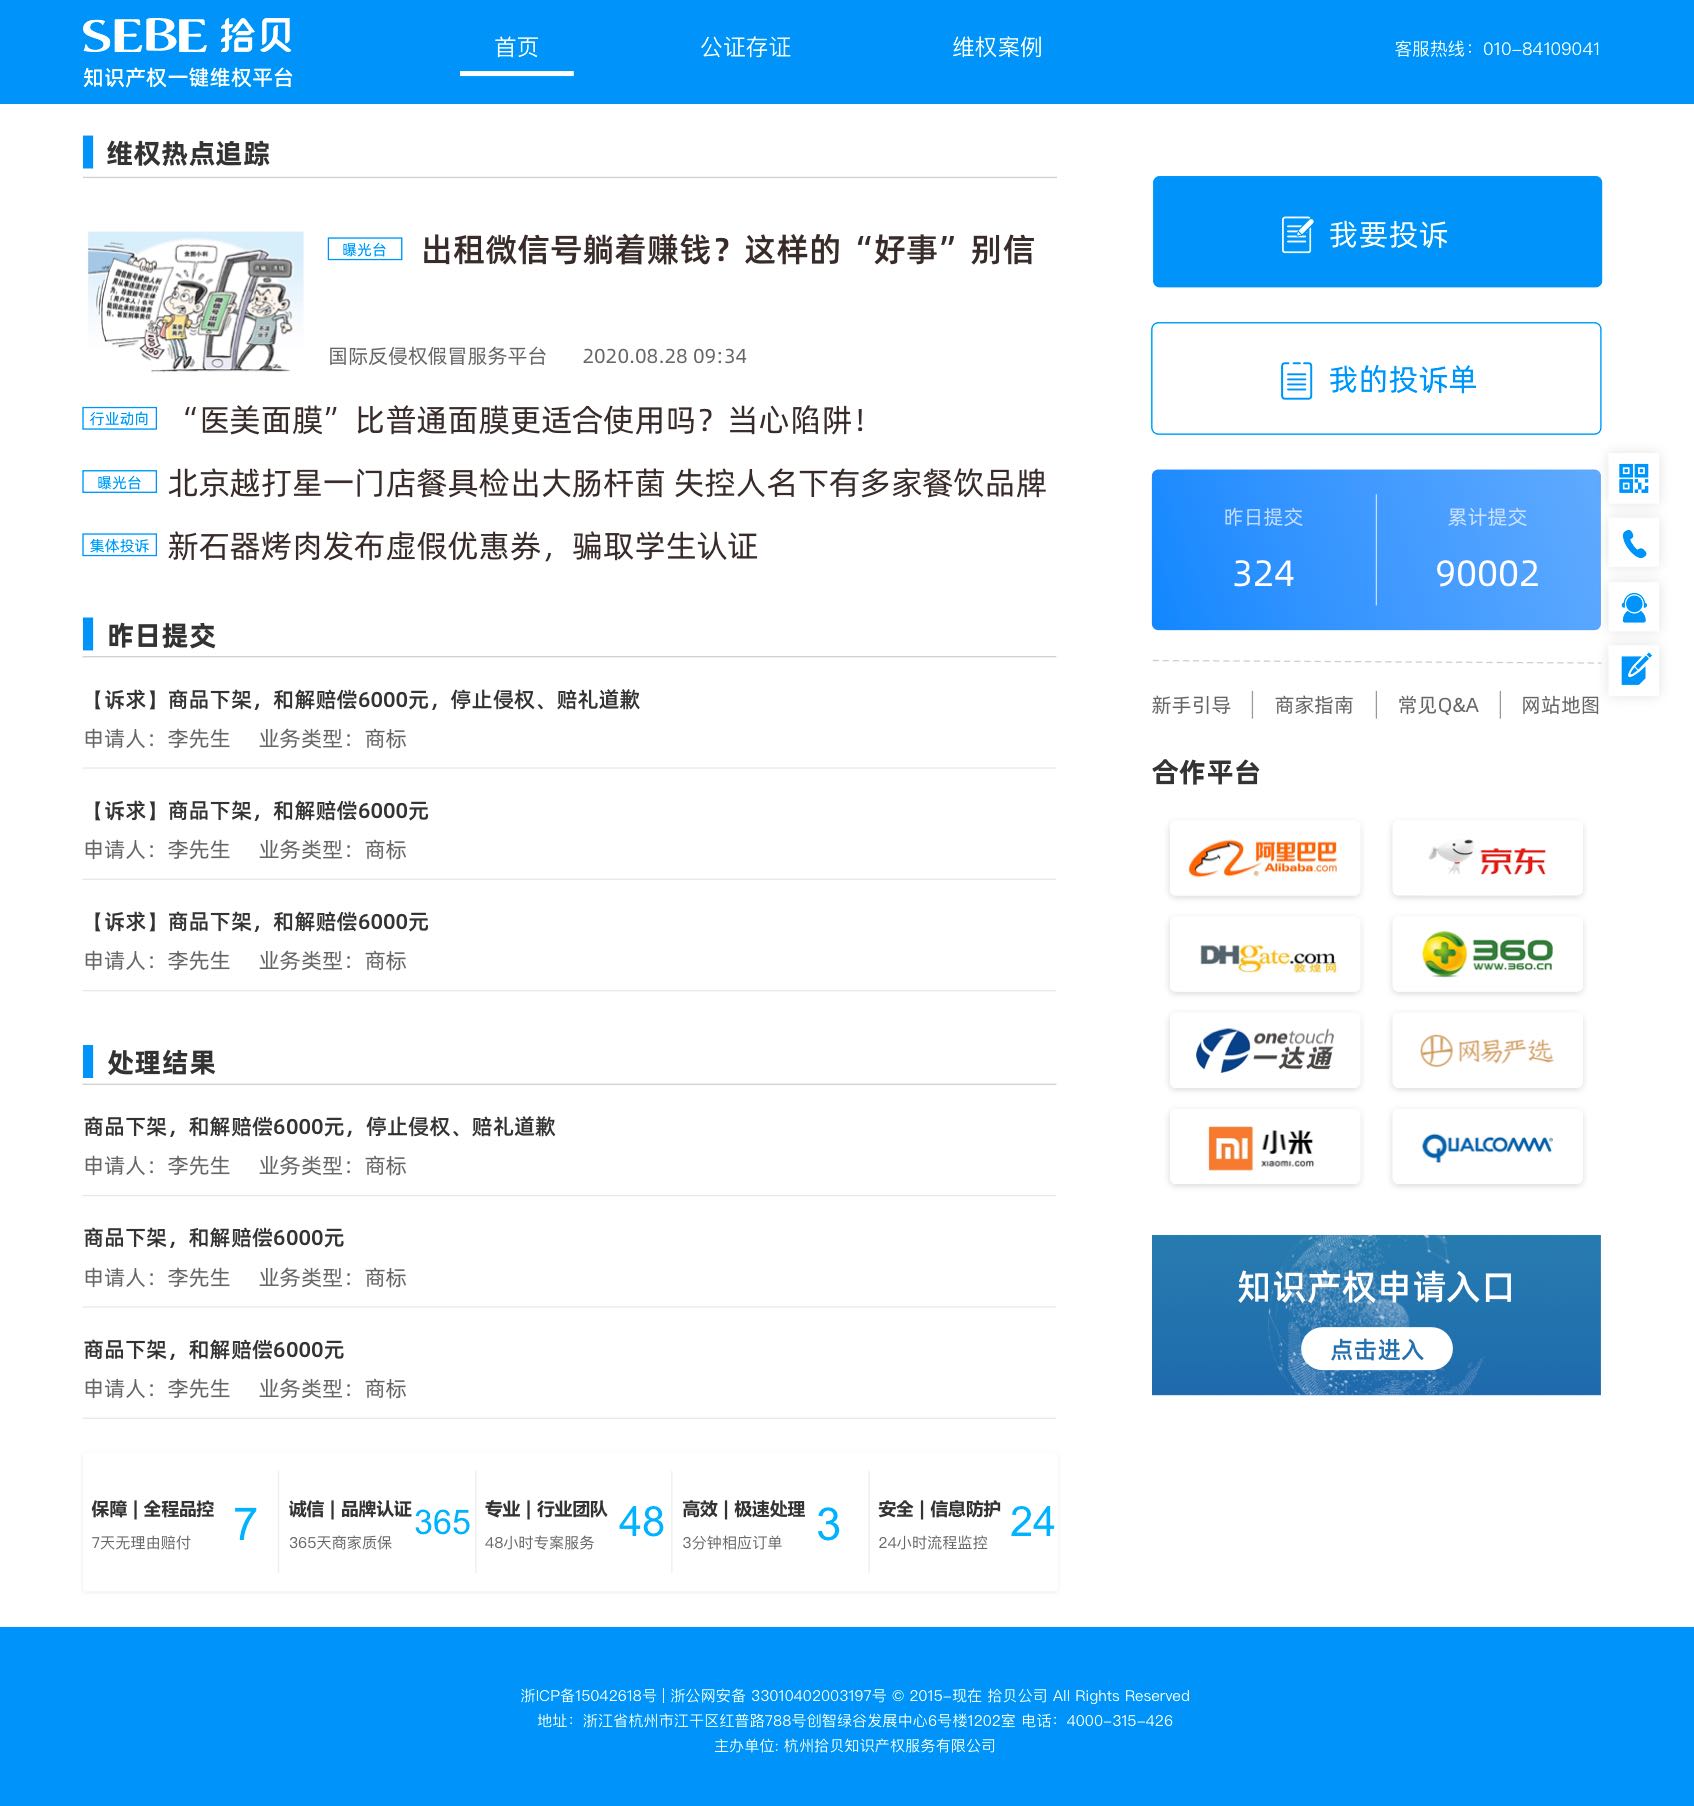 SEBE 拾贝
知识产权一键维权平台
首页
公证存证
维权案例
客服热线：010-84109041
维权热点追踪
曝光台
出租微信号躺着赚钱？这样的“好事”别信
国际反侵权假冒服务平台 2020.08.28 09:34
行业动向
“医美面膜”比普通面膜更适合使用吗？当心陷阱！
曝光台
北京越打星一门店餐具检出大肠杆菌 失控人名下有多家餐饮品牌
集体投诉
新石器烤肉发布虚假优惠券，骗取学生认证
昨日提交
【诉求】商品下架，和解赔偿6000元，停止侵权、赔礼道歉
申请人：李先生 业务类型：商标
【诉求】商品下架，和解赔偿6000元
申请人：李先生 业务类型：商标
【诉求】商品下架，和解赔偿6000元
申请人：李先生 业务类型：商标
处理结果
商品下架，和解赔偿6000元，停止侵权、赔礼道歉
申请人：李先生 业务类型：商标
商品下架，和解赔偿6000元
申请人：李先生 业务类型：商标
商品下架，和解赔偿6000元
申请人：李先生 业务类型：商标
保障 | 全程品控
7天无理由赔付
7
诚信 | 品牌认证
365天商家质保
365
专业 | 行业团队
48小时专案服务
48
高效 | 极速处理
3分钟相应订单
3
安全 | 信息防护
24小时流程监控
24
我要投诉
我的投诉单
昨日提交
324
累计提交
90002
新手引导
商家指南
常见Q&A
网站地图
合作平台
阿里巴巴
Alibaba.com
京东
DHgate.com
敦煌网
360
www.360.cn
onetouch
一达通
网易严选
mi 小米
xiaomi.com
QUALCOMM
知识产权申请入口
点击进入
浙ICP备15042618号 | 浙公网安备 33010402003197号 © 2015-现在 拾贝公司 All Rights Reserved
地址：浙江省杭州市江干区红普路788号创智绿谷发展中心6号楼1202室 电话：4000-315-426
主办单位: 杭州拾贝知识产权服务有限公司